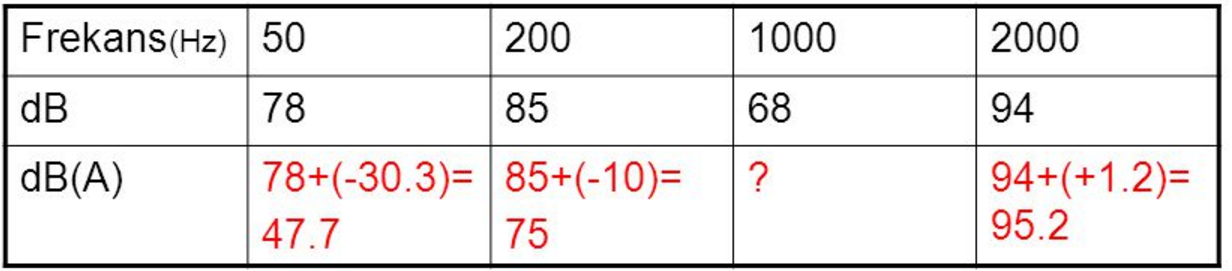 Frekans(Hz) 50 200 1000 2000
dB 78 85 68 94
dB(A) 78+(-30.3)= 85+(-10)= ? 94+(+1.2)=
47.7 75 95.2